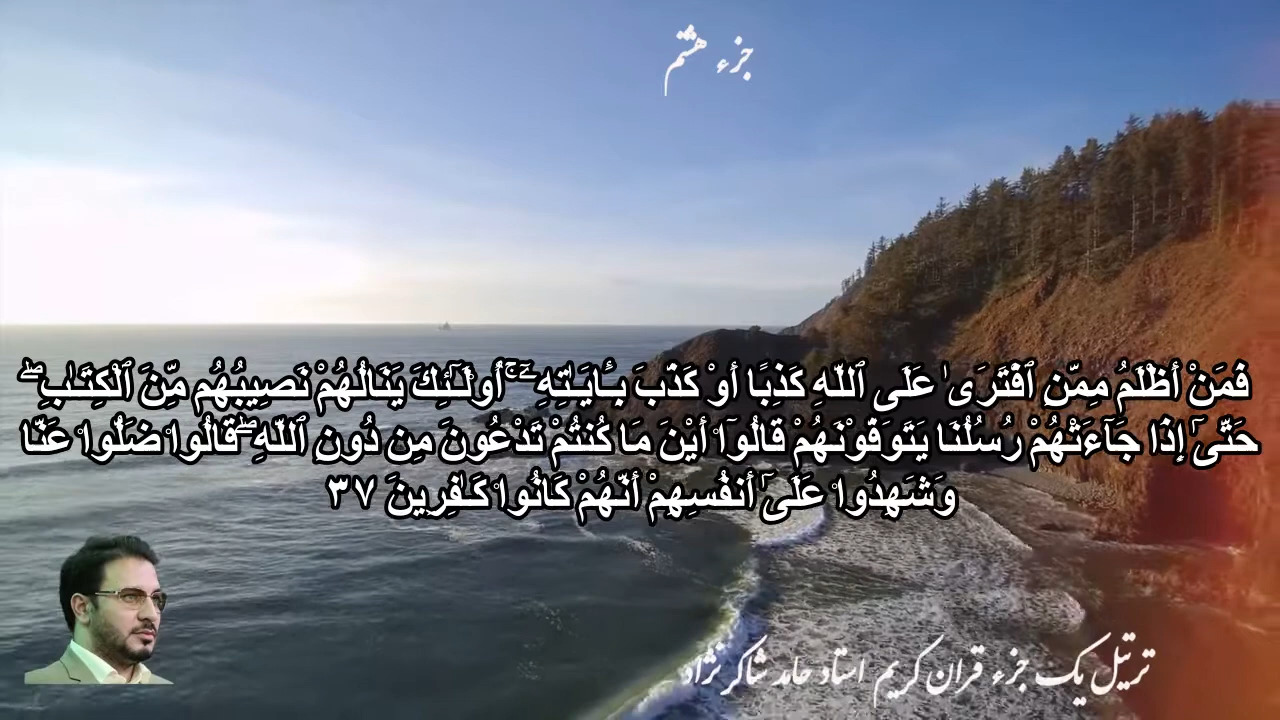 جزء هشتم
فَمَنْ أَظْلَمُ مِمَّنِ ٱفْتَرَىٰ عَلَى ٱللَّهِ كَذِبًا أَوْ كَذَّبَ بِـَٔايَـٰتِهِۦٓ ۚ أُو۟لَـٰٓئِكَ يَنَالُهُمْ نَصِيبُهُم مِّنَ ٱلْكِتَـٰبِ ۖ
حَتَّىٰٓ إِذَا جَآءَتْهُمْ رُسُلُنَا يَتَوَفَّوْنَهُمْ قَالُوٓا۟ أَيْنَ مَا كُنتُمْ تَدْعُونَ مِن دُونِ ٱللَّهِ ۖ قَالُوا۟ ضَلُّوا۟ عَنَّا
وَشَهِدُوا۟ عَلَىٰٓ أَنفُسِهِمْ أَنَّهُمْ كَانُوا۟ كَـٰفِرِينَ ٣٧
ترتیل یک جزء قران کریم استاد حامد شاکرنژاد